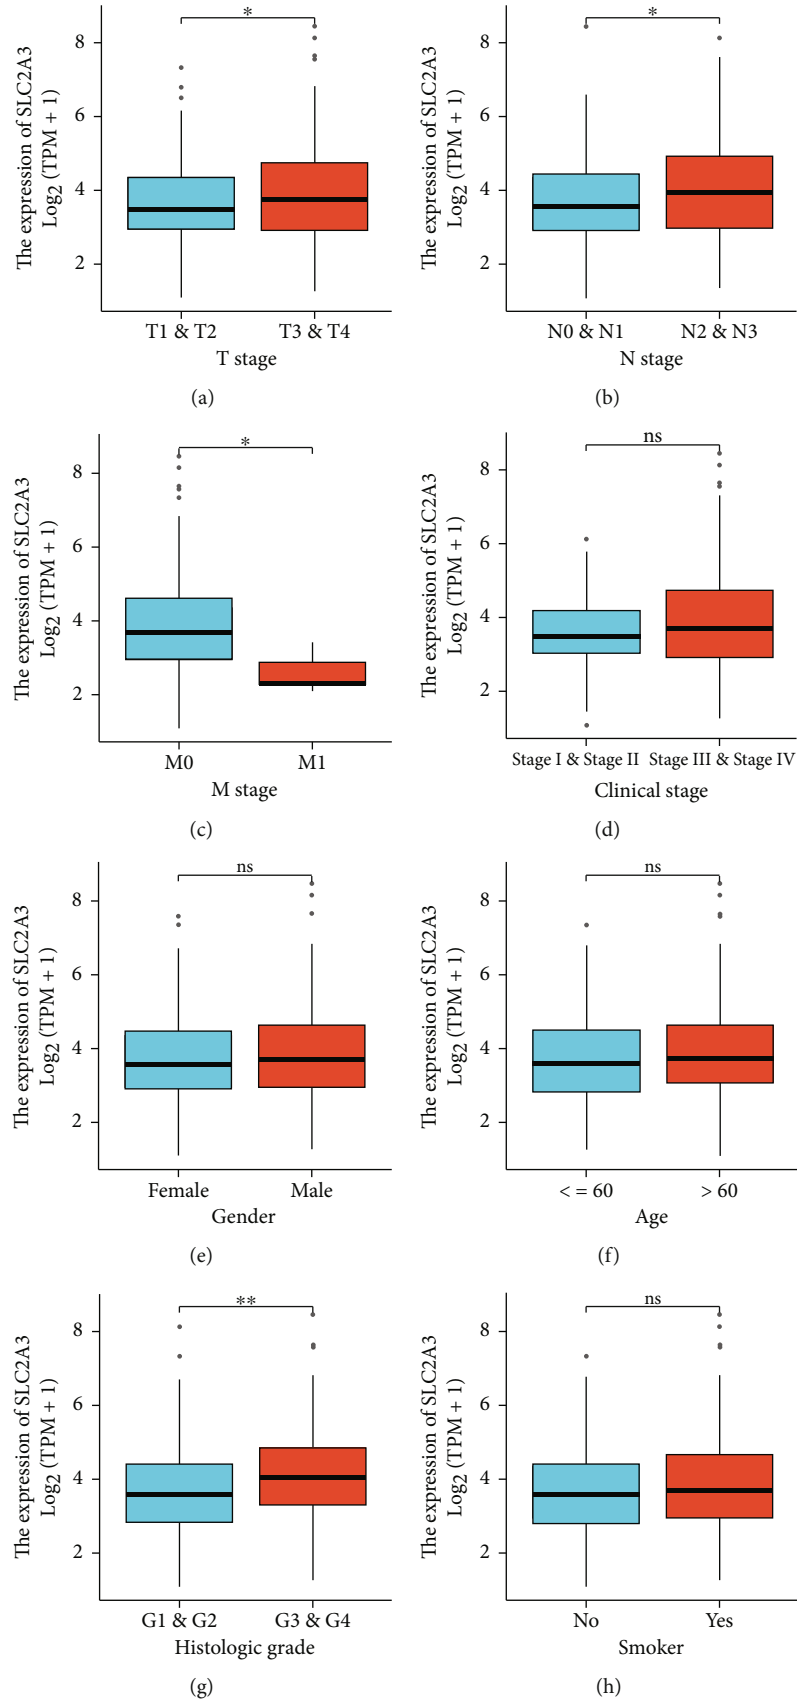 The expression of SLC2A3
Log2 (TPM + 1)
8
6
4
2
*
T1 & T2
T3 & T4
T stage
(a)
The expression of SLC2A3
Log2 (TPM + 1)
8
6
4
2
*
N0 & N1
N2 & N3
N stage
(b)
The expression of SLC2A3
Log2 (TPM + 1)
8
6
4
2
*
M0
M1
M stage
(c)
The expression of SLC2A3
Log2 (TPM + 1)
8
6
4
2
ns
Stage I & Stage II
Stage III & Stage IV
Clinical stage
(d)
The expression of SLC2A3
Log2 (TPM + 1)
8
6
4
2
ns
Female
Male
Gender
(e)
The expression of SLC2A3
Log2 (TPM + 1)
8
6
4
2
ns
< = 60
> 60
Age
(f)
The expression of SLC2A3
Log2 (TPM + 1)
8
6
4
2
**
G1 & G2
G3 & G4
Histologic grade
(g)
The expression of SLC2A3
Log2 (TPM + 1)
8
6
4
2
ns
No
Yes
Smoker
(h)